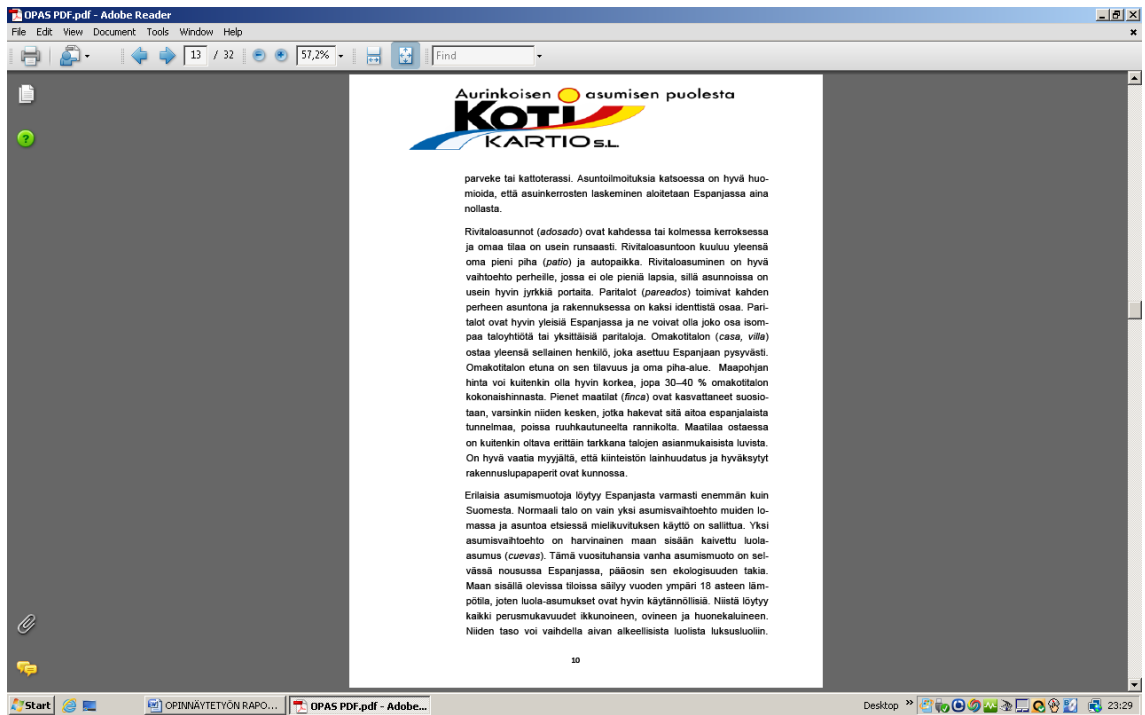 OPAS PDF.pdf - Adobe Reader
File Edit View Document Tools Window Help
13 / 32 57,2% Find
Aurinkoisen asumisen puolesta
KOTI
KARTIO S.L.
parveke tai kattoterassi. Asuntoilmoituksia katsoessa on hyvä huo-
mioida, että asuinkerrosten laskeminen aloitetaan Espanjassa aina
nollasta.
Rivitaloasunnot (adosado) ovat kahdessa tai kolmessa kerroksessa
ja omaa tilaa on usein runsaasti. Rivitaloasuntoon kuuluu yleensä
oma pieni piha (patio) ja autopaikka. Rivitaloasuminen on hyvä
vaihtoehto perheille, jossa ei ole pieniä lapsia, sillä asunnoissa on
usein hyvin jyrkkiä portaita. Paritalot (pareados) toimivat kahden
perheen asuntona ja rakennuksessa on kaksi identtistä osaa. Pari-
talot ovat hyvin yleisiä Espanjassa ja ne voivat olla joko osa isom-
paa taloyhtiötä tai yksittäisiä paritaloja. Omakotitalon (casa, villa)
ostaa yleensä sellainen henkilö, joka asettuu Espanjaan pysyvästi.
Omakotitalon etuna on sen tilavuus ja oma piha-alue. Maapohjan
hinta voi kuitenkin olla hyvin korkea, jopa 30–40 % omakotitalon
kokonaishinnasta. Pienet maatilat (finca) ovat kasvattaneet suosio-
taan, varsinkin niiden kesken, jotka hakevat sitä aitoa espanjalaista
tunnelmaa, poissa ruuhkautuneelta rannikolta. Maatilaa ostaessa
on kuitenkin oltava erittäin tarkkana talojen asianmukaisista luvista.
On hyvä vaatia myyjältä, että kiinteistön lainhuudatus ja hyväksytyt
rakennuslupapaperit ovat kunnossa.
Erilaisia asumismuotoja löytyy Espanjasta varmasti enemmän kuin
Suomesta. Normaali talo on vain yksi asumisvaihtoehto muiden lo-
massa ja asuntoa etsiessä mielikuvituksen käyttö on sallittua. Yksi
asumisvaihtoehto on harvinainen maan sisään kaivettu luola-
asumus (cuevas). Tämä vuosituhansia vanha asumismuoto on sel-
vässä nousussa Espanjassa, pääosin sen ekologisuuden takia.
Maan sisällä olevissa tiloissa säilyy vuoden ympäri 18 asteen läm-
pötila, joten luola-asumukset ovat hyvin käytännöllisiä. Niistä löytyy
kaikki perusmukavuudet ikkunoineen, ovineen ja huonekaluineen.
Niiden taso voi vaihdella aivan alkeellisista luolista luksusluoliin.
10
Start OPINNÄYTETYÖN RAPO... OPAS PDF.pdf - Adobe... Desktop 23:29